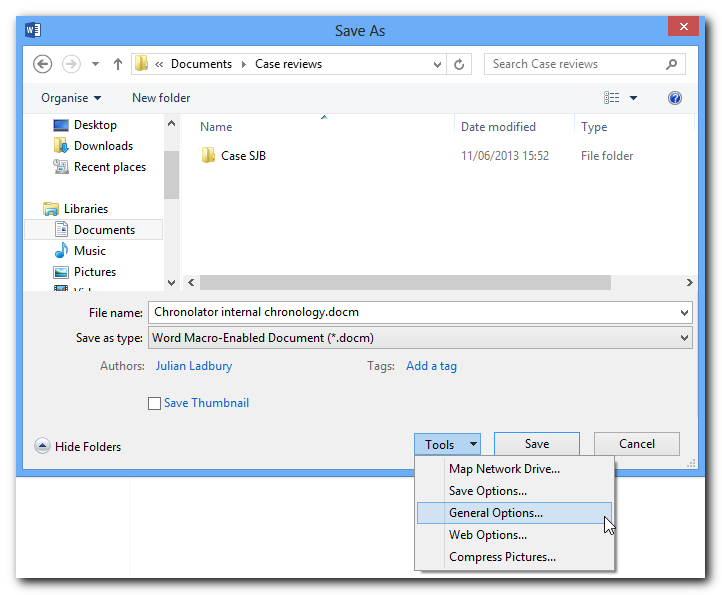 Save As
« Documents Case reviews
Search Case reviews
Organise New folder
Name Date modified Type
Desktop
Downloads
Recent places
Libraries
Documents
Music
Pictures
Case SJB 11/06/2013 15:52 File folder
File name: Chronolator internal chronology.docm
Save as type: Word Macro-Enabled Document (*.docm)
Authors: Julian Ladbury Tags: Add a tag
Save Thumbnail
Hide Folders Tools Save Cancel
Map Network Drive...
Save Options...
General Options...
Web Options...
Compress Pictures...